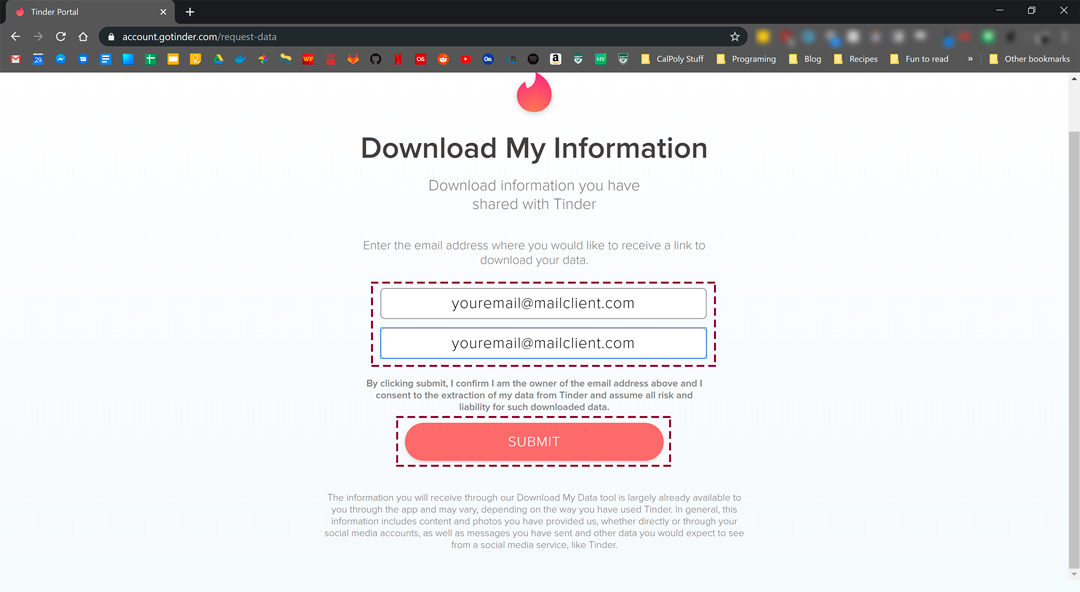 Tinder Portal
account.gotinder.com/request-data
29
WF
OS
h
a
CalPoly Stuff
Programing
Blog
Recipes
Fun to read
»
Other bookmarks
Download My Information
Download information you have
shared with Tinder
Enter the email address where you would like to receive a link to
download your data.
youremail@mailclient.com
youremail@mailclient.com
By clicking submit, I confirm I am the owner of the email address above and I
consent to the extraction of my data from Tinder and assume all risk and
liability for such downloaded data.
SUBMIT
The information you will receive through our Download My Data tool is largely already available to
you through the app and may vary, depending on the way you have used Tinder. In general, this
information includes content and photos you have provided us, whether directly or through your
social media accounts, as well as messages you have sent and other data you would expect to see
from a social media service, like Tinder.